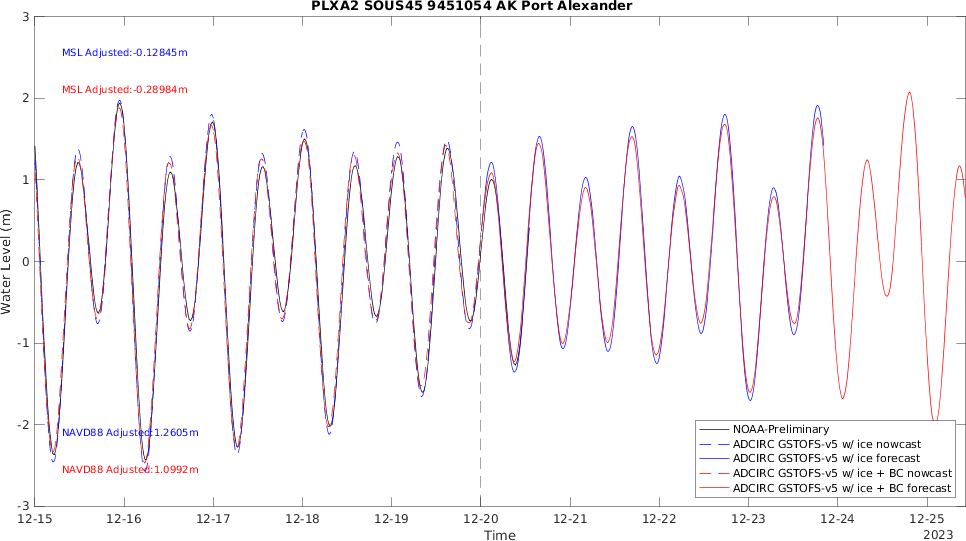 PLXA2 SOUS45 9451054 AK Port Alexander
3
2
1
0
-1
-2
-3
Water Level (m)
MSL Adjusted:-0.12845m
MSL Adjusted:-0.28984m
NAVD88 Adjusted:1.2605m
NAVD88 Adjusted:1.0992m
NOAA-Preliminary
ADCIRC GSTOFS-v5 w/ ice nowcast
ADCIRC GSTOFS-v5 w/ ice forecast
ADCIRC GSTOFS-v5 w/ ice + BC nowcast
ADCIRC GSTOFS-v5 w/ ice + BC forecast
12-15 12-16 12-17 12-18 12-19 12-20 12-21 12-22 12-23 12-24 12-25
Time
2023